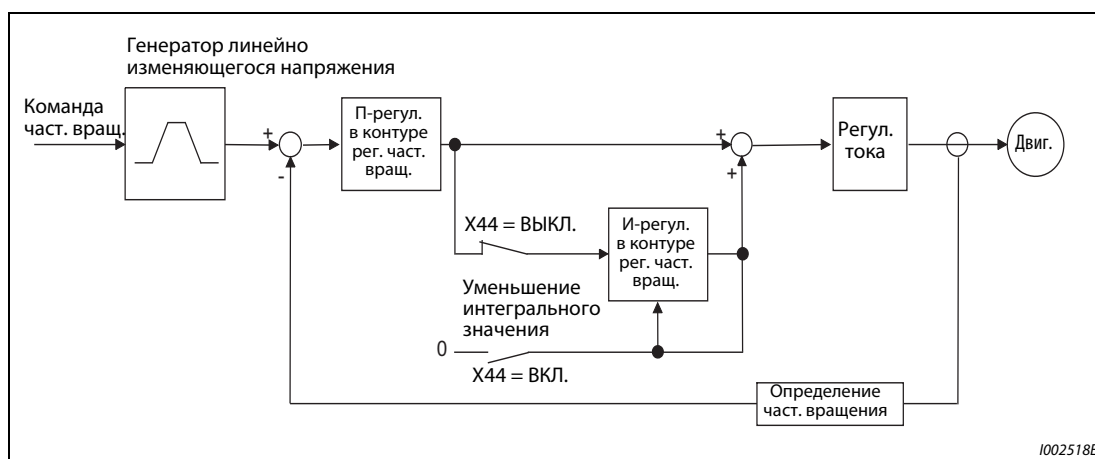 Генератор линейно
изменяющегося напряжения
Команда
част. вращ.
+
-
П-регул.
в контуре
рег. част.
вращ.
+
+
Регул.
тока
Двиг.
X44 = ВЫКЛ.
И-регул.
в контуре
рег. част.
вращ.
Уменьшение
интегрального
значения
0
X44 = ВКЛ.
Определение
част. вращения
I002518E